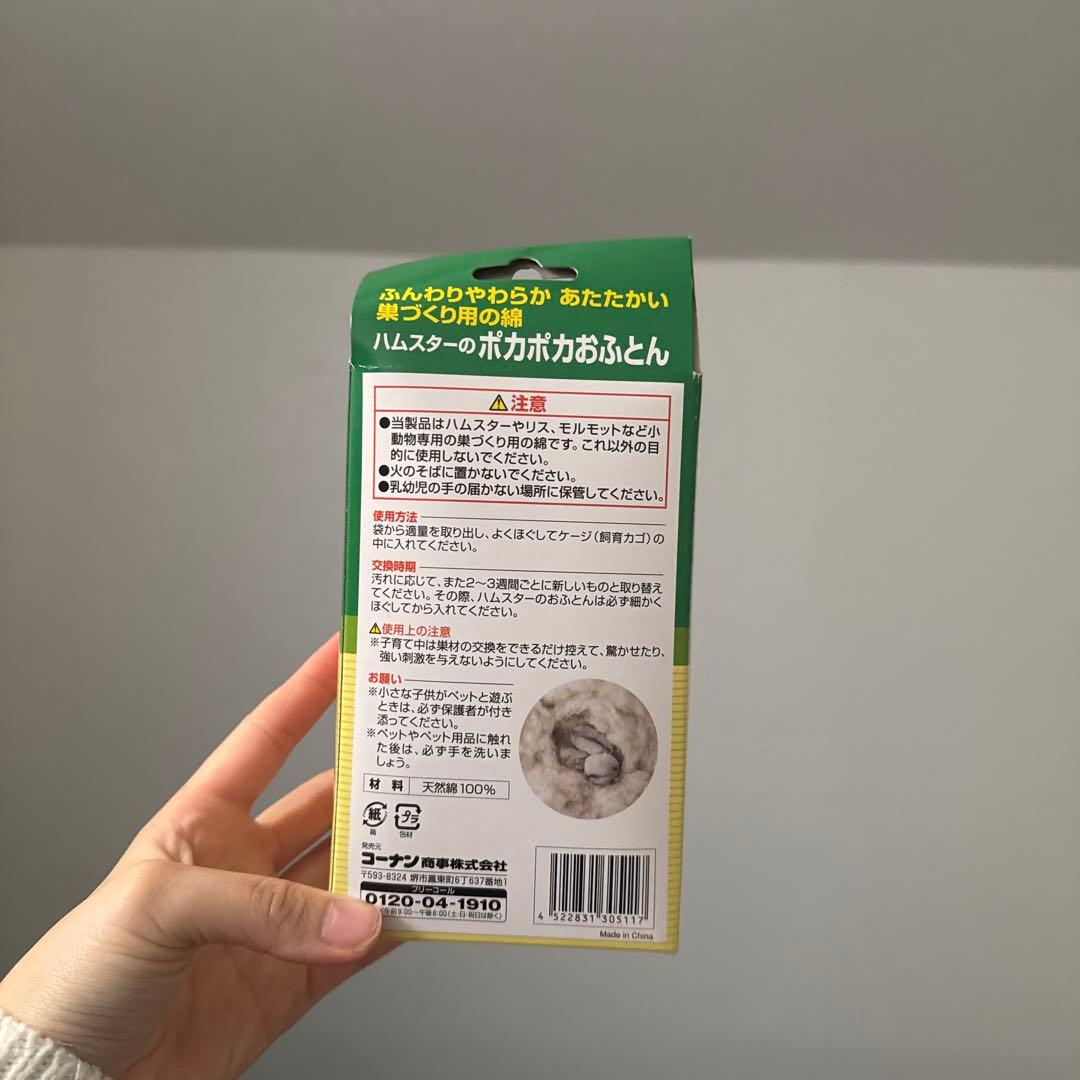 ふんわりやわらか あたたかい
巣づくり用の綿
ハムスターの ポカポカおふとん
⚠注意
●当製品はハムスターやリス、モルモットなど小
動物専用の巣づくり用の綿です。これ以外の目
的に使用しないでください。
●火のそばに置かないでください。
●乳幼児の手の届かない場所に保管してください。
使用方法
袋から適量を取り出し、よくほぐしてケージ(飼育カゴ)の
中に入れてください。
交換時期
汚れに応じて、また2〜3週間ごとに新しいものと取り替え
てください。その際、ハムスターのおふとんは必ず細かく
ほぐしてから入れてください。
⚠使用上の注意
※子育て中は巣材の交換をできるだけ控えて、驚かせたり、
強い刺激を与えないようにしてください。
お願い
※小さな子供がペットと遊ぶ
ときは、必ず保護者が付き
添ってください。
※ペットやペット用品に触れ
た後は、必ず手を洗いま
しょう。
材 料 天然綿100%
紙 プラ
箱 包材
発売元
コーナン商事株式会社
〒593-8324 堺市鳳東町6丁637番地1
フリーコール
0120-04-1910
(午前9:00〜午後6:00(土・日・祝日は除く)
4 522831 305117
Made in China